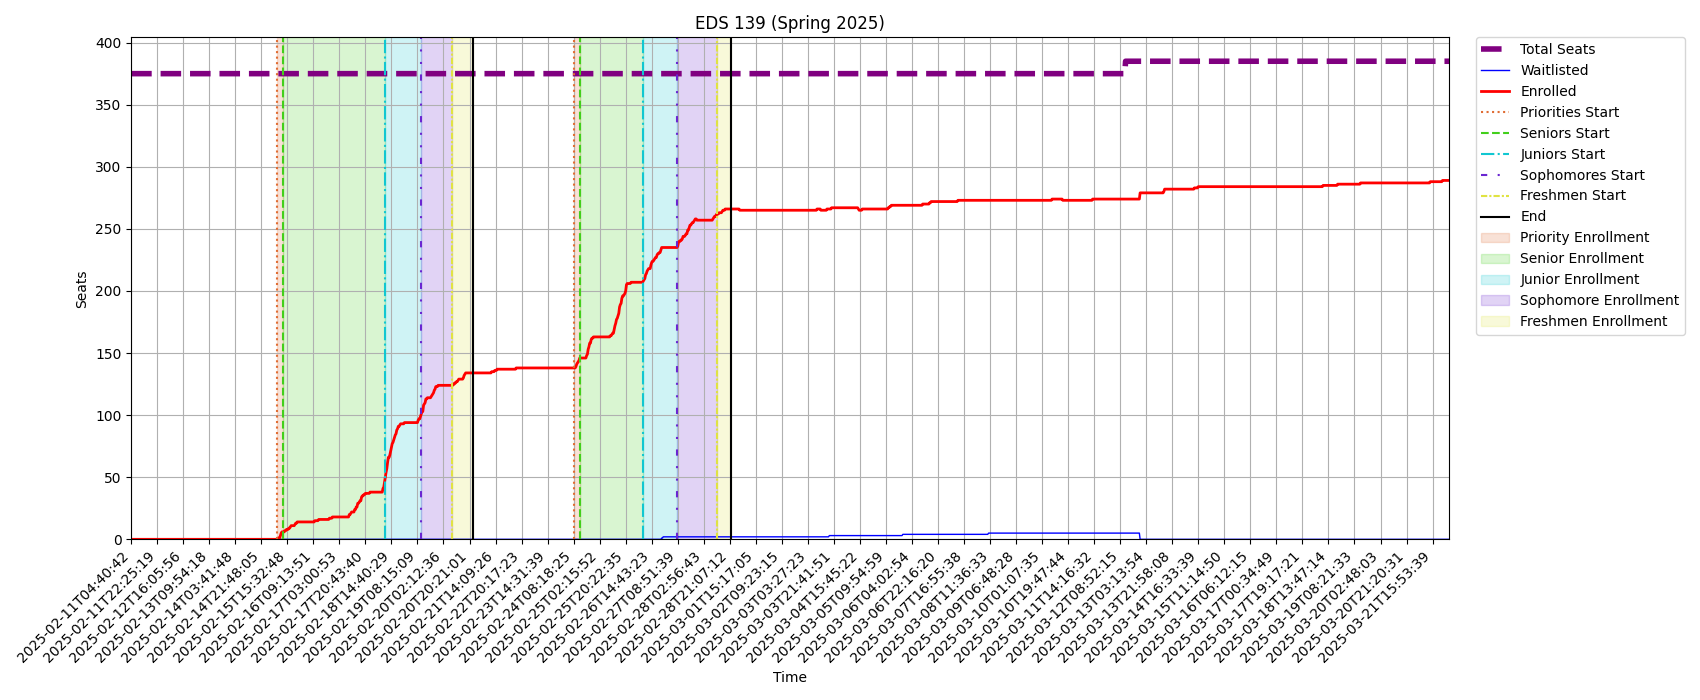 EDS 139 (Spring 2025)
400
350
300
250
200
150
100
50
0
Seats
2025-02-11T04:40:42
2025-02-11T22:25:19
2025-02-12T16:05:56
2025-02-13T09:54:18
2025-02-14T03:41:48
2025-02-14T21:48:05
2025-02-15T15:32:48
2025-02-16T09:13:51
2025-02-17T03:00:53
2025-02-17T20:43:40
2025-02-18T14:40:29
2025-02-19T08:15:09
2025-02-20T02:12:36
2025-02-20T20:21:01
2025-02-21T14:09:26
2025-02-22T20:17:23
2025-02-23T14:31:39
2025-02-24T08:18:25
2025-02-25T02:15:52
2025-02-25T20:22:35
2025-02-26T14:43:23
2025-02-27T08:51:39
2025-02-28T02:56:43
2025-02-28T21:07:12
2025-03-01T15:17:05
2025-03-02T09:23:15
2025-03-03T03:27:23
2025-03-03T21:41:51
2025-03-04T15:45:22
2025-03-05T09:54:59
2025-03-06T04:02:54
2025-03-06T22:16:20
2025-03-07T16:55:38
2025-03-08T11:36:33
2025-03-09T06:48:28
2025-03-10T01:07:35
2025-03-10T19:47:44
2025-03-11T14:16:32
2025-03-12T08:52:15
2025-03-13T03:13:54
2025-03-13T21:58:08
2025-03-14T16:33:39
2025-03-15T11:14:50
2025-03-16T06:12:15
2025-03-17T00:34:49
2025-03-17T19:17:21
2025-03-18T13:47:14
2025-03-19T08:21:33
2025-03-20T02:48:03
2025-03-20T21:20:31
2025-03-21T15:53:39
Time
Total Seats
Waitlisted
Enrolled
Priorities Start
Seniors Start
Juniors Start
Sophomores Start
Freshmen Start
End
Priority Enrollment
Senior Enrollment
Junior Enrollment
Sophomore Enrollment
Freshmen Enrollment